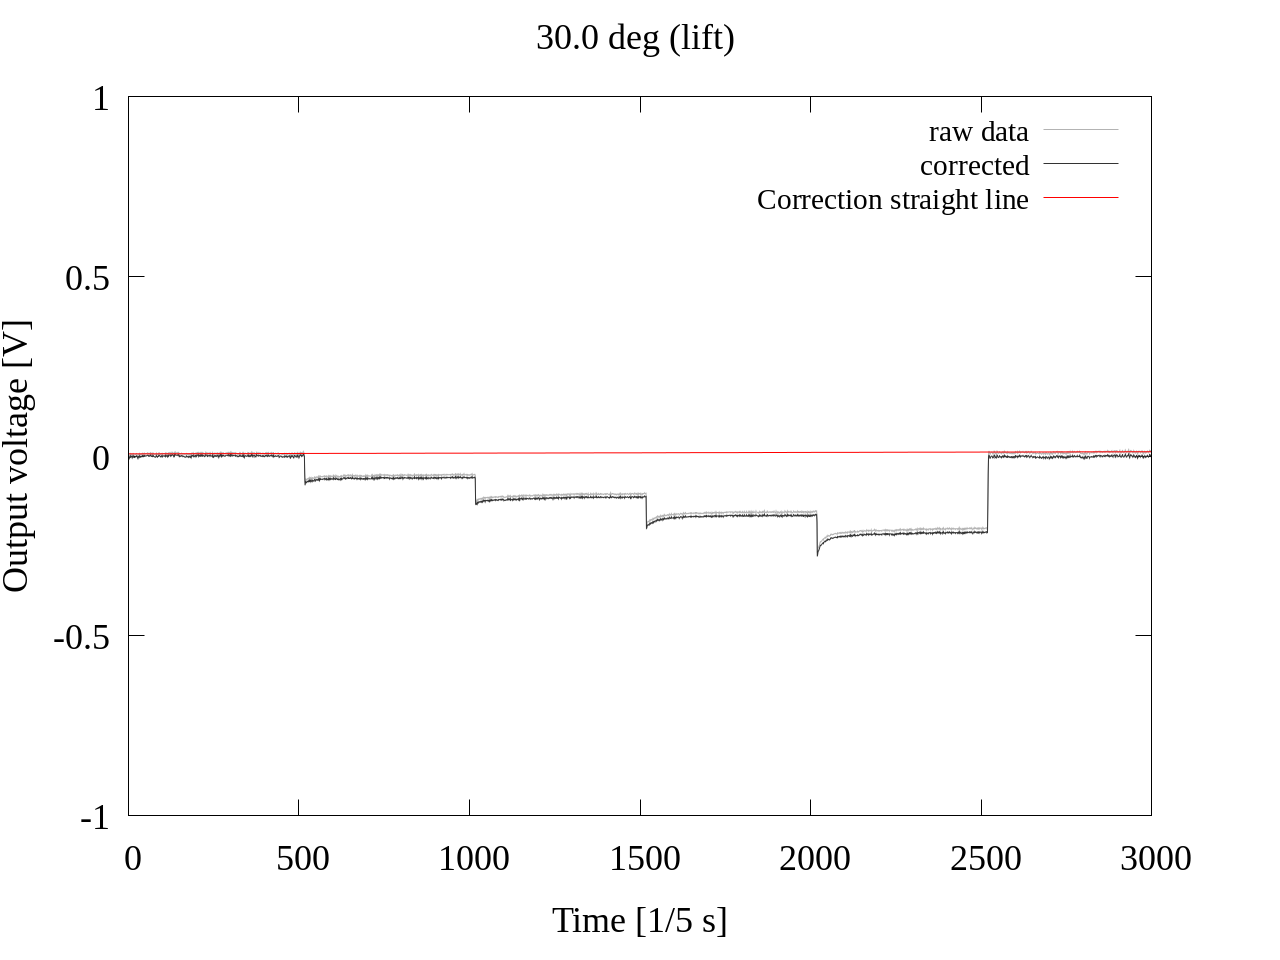 30.0 deg (lift)
raw data
corrected
Correction straight line
1
0.5
0
-0.5
-1
Output voltage [V]
0 500 1000 1500 2000 2500 3000
Time [1/5 s]